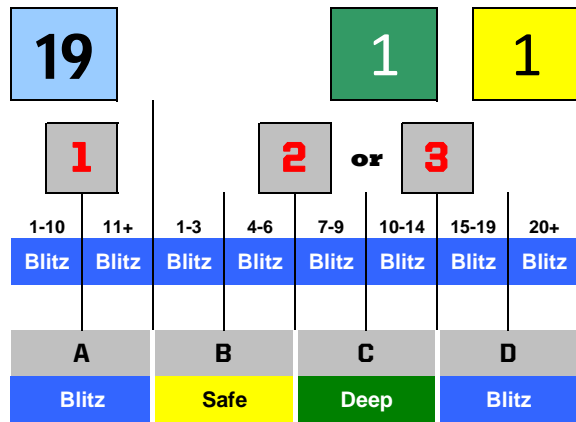 19 1 1
1 2 or 3
1-10 11+ 1-3 4-6 7-9 10-14 15-19 20+
Blitz Blitz Blitz Blitz Blitz Blitz Blitz Blitz
A B C D
Blitz Safe Deep Blitz